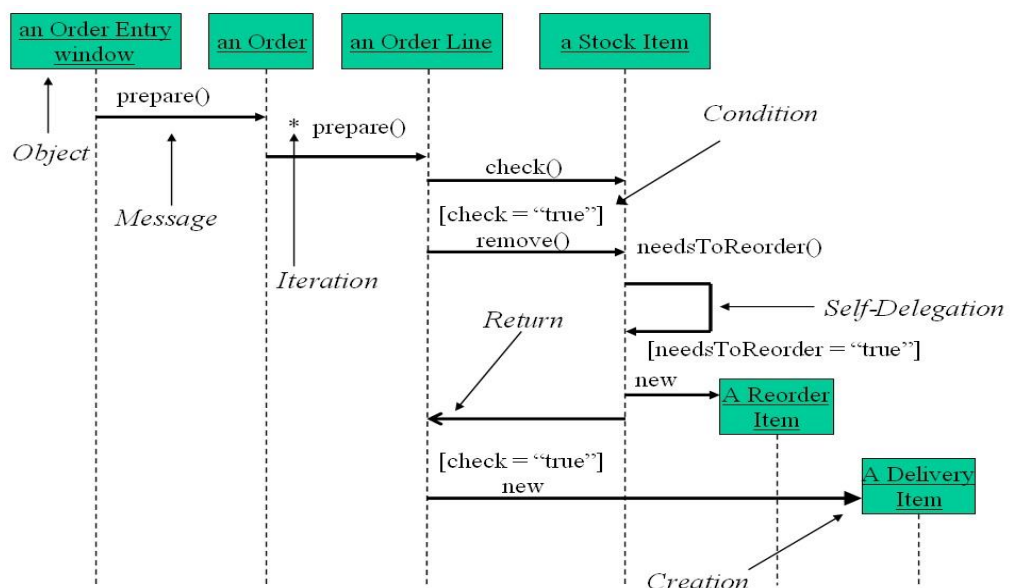 an Order Entry
window
an Order
an Order Line
a Stock Item
prepare()
Object
Message
* prepare()
Iteration
Condition
check()
[check = “true”]
remove()
needsToReorder()
Self-Delegation
Return
[needsToReorder = “true”]
new
A Reorder
Item
[check = “true”]
new
A Delivery
Item
Creation